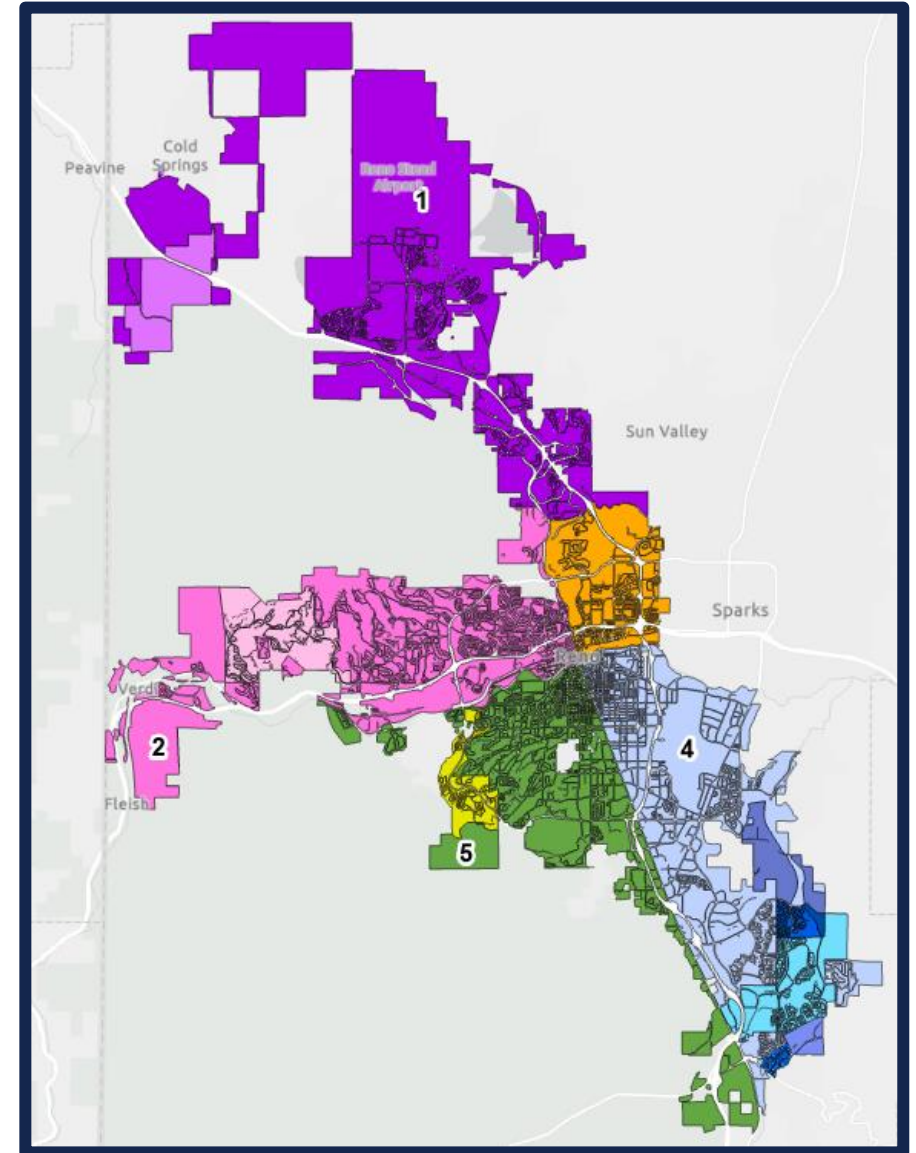 Cold
Springs
Peavine
Reno Stead
Airport
1
Sun Valley
Sparks
Reno
Verdi
2
4
Fleish
5